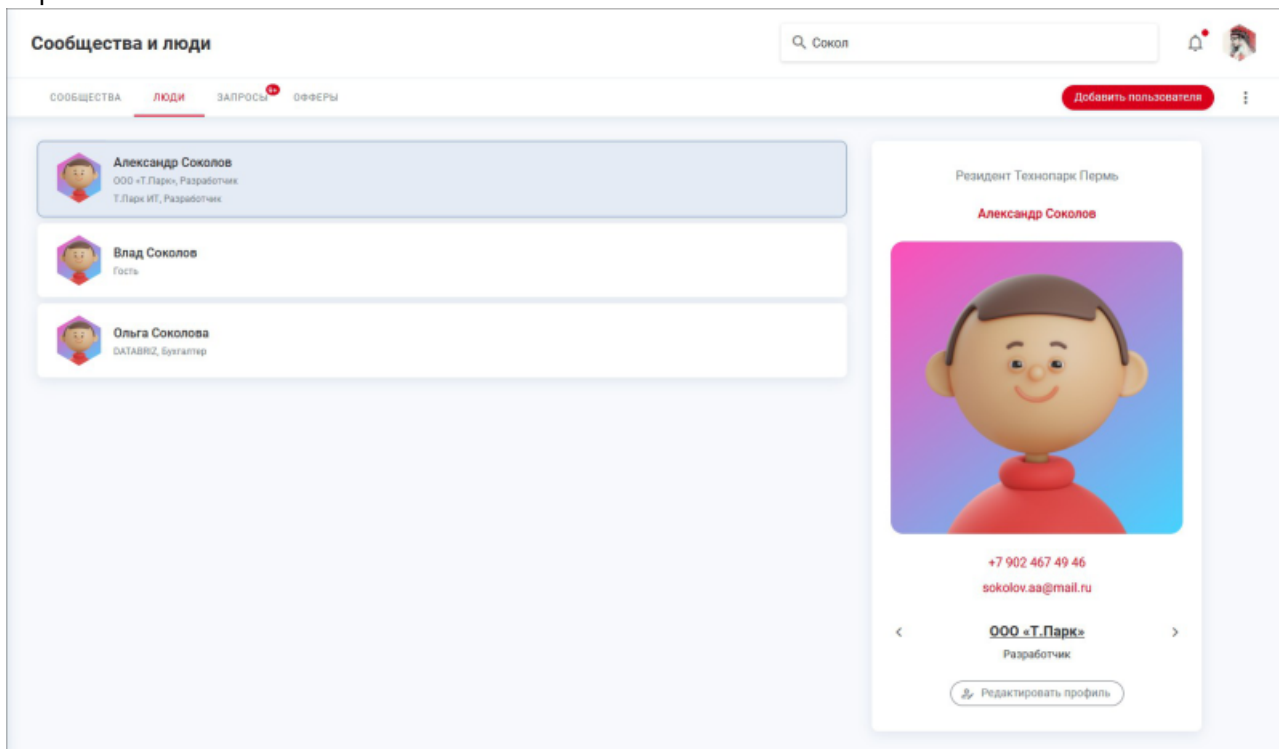 Сообщества и люди
Сокол
СООБЩЕСТВА ЛЮДИ ЗАПРОСЫ 9+ ОФФЕРЫ
Добавить пользователя
Александр Соколов
ООО «Т.Парк», Разработчик
Т.Парк ИТ, Разработчик
Влад Соколов
Гость
Ольга Соколова
DATABRIZ, Бухгалтер
Резидент Технопарк Пермь
Александр Соколов
+7 902 467 49 46
sokolov.aa@mail.ru
ООО «Т.Парк»
Разработчик
Редактировать профиль